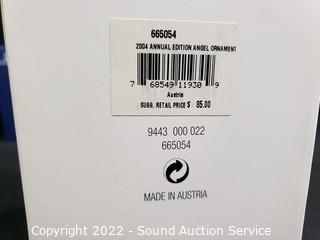 665054
2004 ANNUAL EDITION ANGEL ORNAMENT
7 68549 11930 9
Austria
SUGG. RETAIL PRICE $ 85.00
9443 000 022
665054
MADE IN AUSTRIA
Copyright 2022 - Sound Auction Service